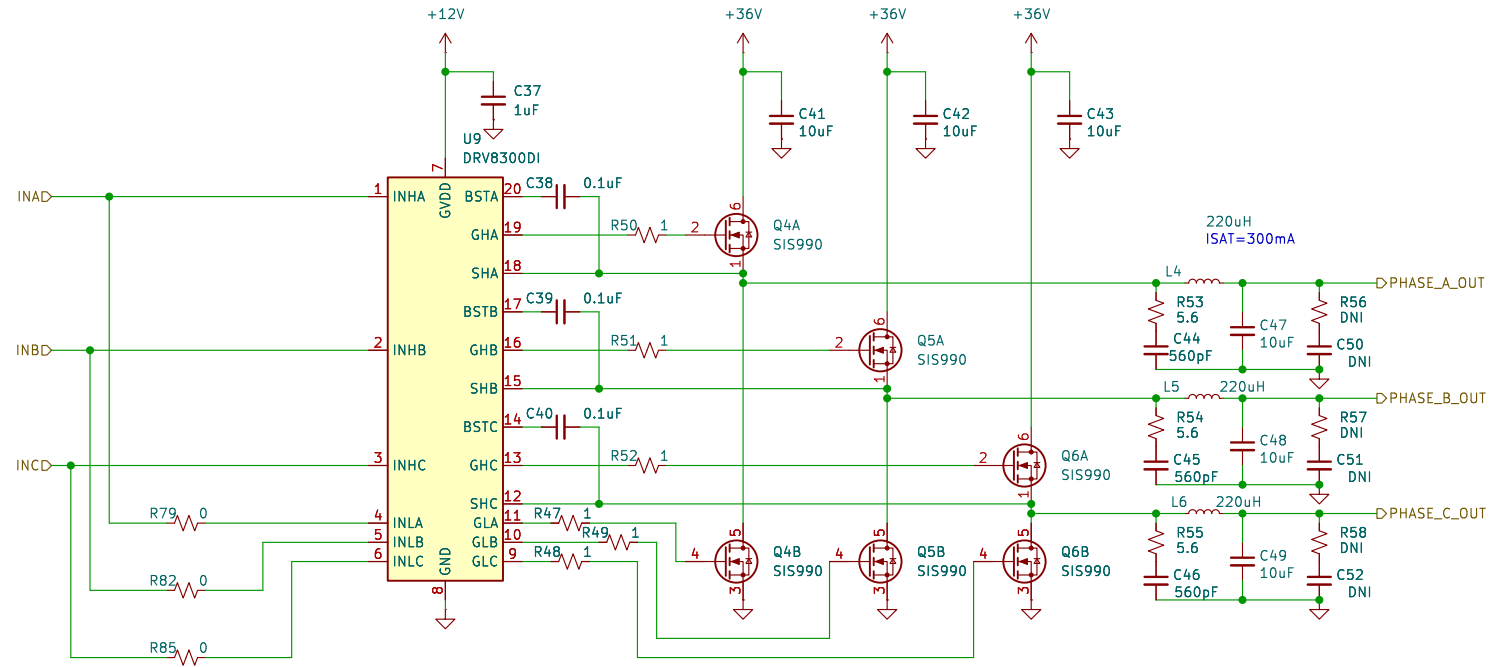 +12V
+36V
+36V
+36V
C37
1uF
C41
10uF
C42
10uF
C43
10uF
U9
DRV8300DI
7
GVDD
INA
1
INHA
BSTA
20
C38
0.1uF
GHA
19
R50
1
2
6
1
Q4A
SIS990
SHA
18
BSTB
17
C39
0.1uF
INB
2
INHB
GHB
16
R51
1
2
6
1
Q5A
SIS990
SHB
15
BSTC
14
C40
0.1uF
INC
3
INHC
GHC
13
R52
1
2
6
1
Q6A
SIS990
SHC
12
R79
0
4
INLA
GLA
11
R47
1
5
INLB
GLB
10
R49
1
6
INLC
GLC
9
R48
1
R82
0
R85
0
GND
8
4
5
3
Q4B
SIS990
4
5
3
Q5B
SIS990
4
5
3
Q6B
SIS990
220uH
ISAT=300mA
L4
PHASE_A_OUT
R53
5.6
C44
560pF
C47
10uF
R56
DNI
C50
DNI
L5
220uH
PHASE_B_OUT
R54
5.6
C45
560pF
C48
10uF
R57
DNI
C51
DNI
L6
220uH
PHASE_C_OUT
R55
5.6
C46
560pF
C49
10uF
R58
DNI
C52
DNI